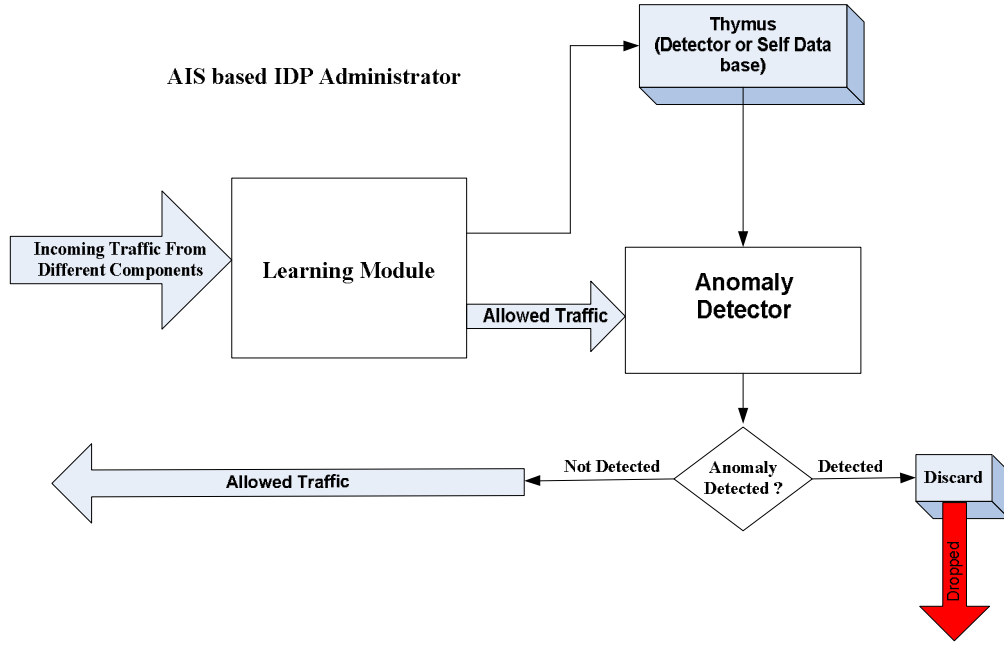 Thymus
(Detector or Self Data
base)
AIS based IDP Administrator
Incoming Traffic From
Different Components
Learning Module
Allowed Traffic
Anomaly
Detector
Allowed Traffic
Not Detected
Anomaly
Detected ?
Detected
Discard
Dropped